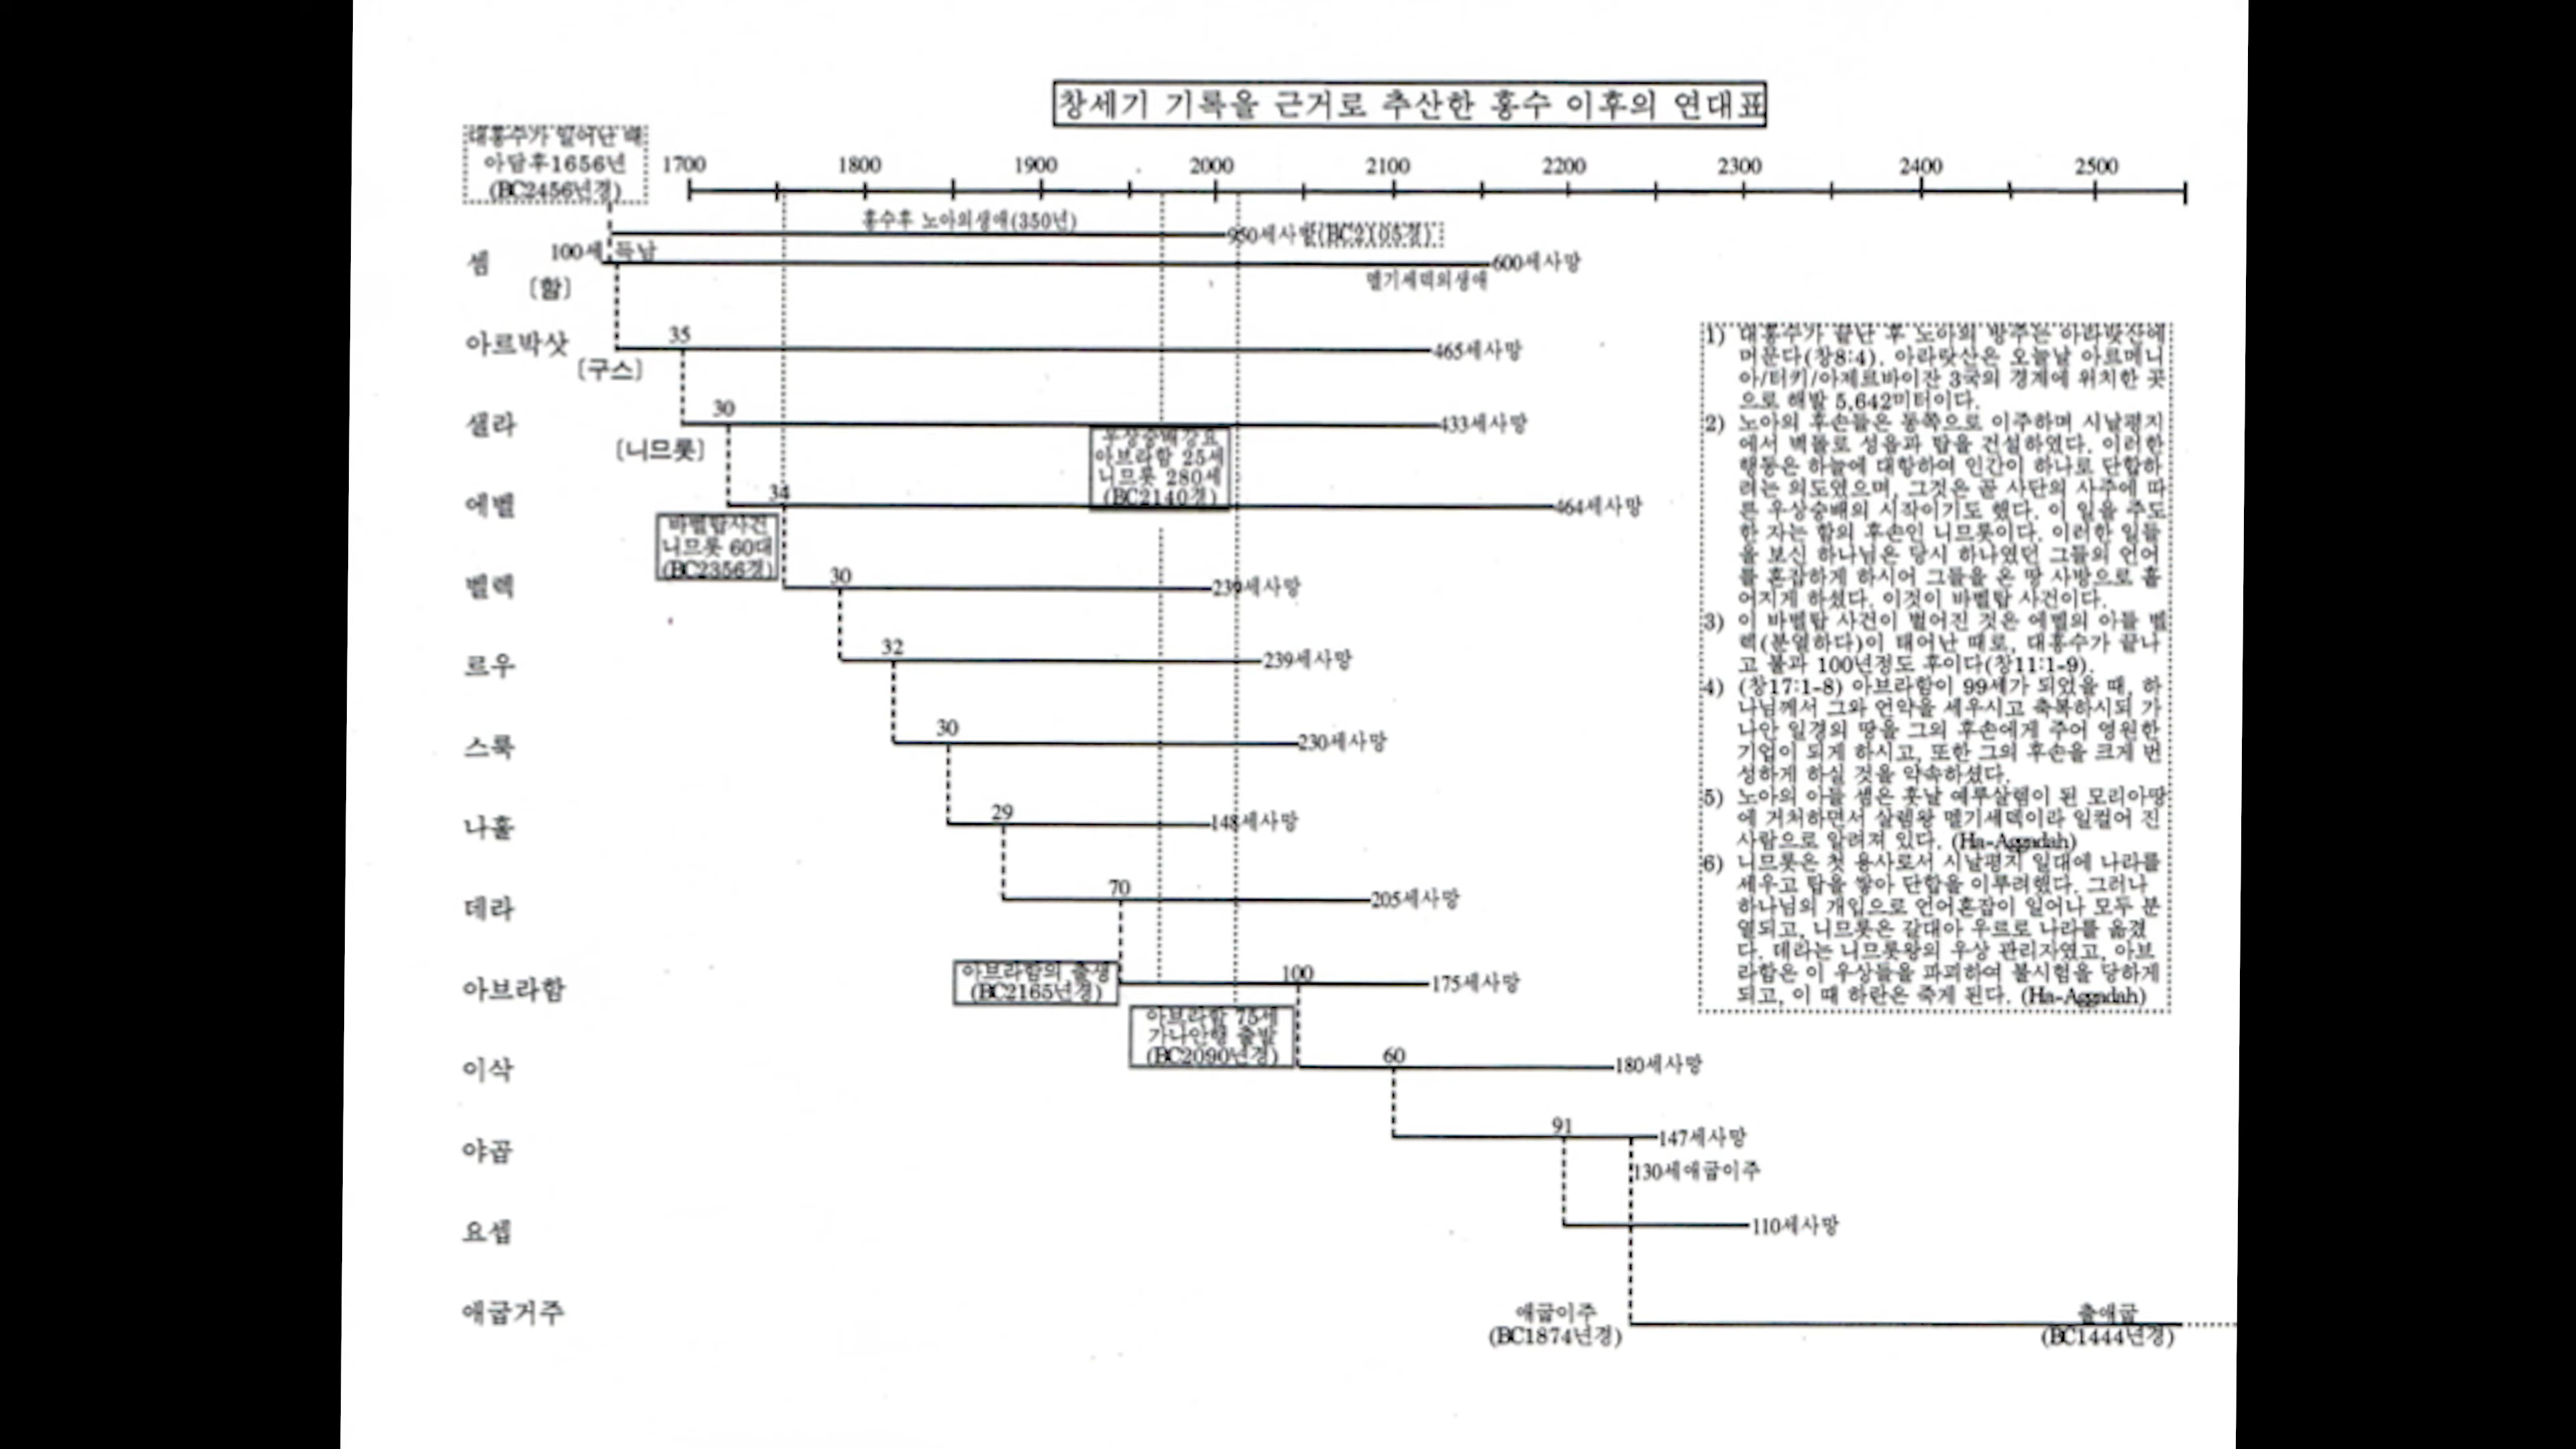 창세기 기록을 근거로 추산한 홍수 이후의 연대표
대홍수가 일어난 때
아담후1656년
(BC2456년경)
1700 1800 1900 2000 2100 2200 2300 2400 2500
홍수후 노아의생애(350년)
950세사망(BC2105경)
셈
100세 득남
600세사망
멜기세덱의생애
[함]
아르박삿
35
465세사망
[구스]
셀라
30
433세사망
[니므롯]
우상숭배강요
아브라함 25세
니므롯 280세
(BC2140경)
에벨
34
464세사망
바벨탑사건
니므롯 60대
(BC2356경)
벨렉
30
239세사망
르우
32
239세사망
스룩
30
230세사망
나홀
29
148세사망
데라
70
205세사망
아브라함의 출생
(BC2165년경)
아브라함
100
175세사망
아브라함 75세
가나안행 출발
(BC2090년경)
이삭
60
180세사망
야곱
91
147세사망
130세애굽이주
요셉
110세사망
애굽거주
애굽이주
(BC1874년경)
출애굽
(BC1444년경)
1) 대홍수가 끝난 후 노아의 방주는 아라랏산에
머문다(창8:4). 아라랏산은 오늘날 아르메니
아/터키/아제르바이잔 3국의 경계에 위치한 곳
으로 해발 5,642미터이다.
2) 노아의 후손들은 동쪽으로 이주하며 시날평지
에서 벽돌로 성읍과 탑을 건설하였다. 이러한
행동은 하늘에 대항하여 인간이 하나로 단합하
려는 의도였으며, 그것은 곧 사단의 사주에 따
른 우상숭배의 시작이기도 했다. 이 일을 주도
한 자는 함의 후손인 니므롯이다. 이러한 일들
을 보신 하나님은 당시 하나였던 그들의 언어
를 혼잡하게 하시어 그들을 온 땅 사방으로 흩
어지게 하셨다. 이것이 바벨탑 사건이다.
3) 이 바벨탑 사건이 벌어진 것은 에벨의 아들 벨
렉(분열하다)이 태어난 때로, 대홍수가 끝나
고 불과 100년정도 후이다(창11:1-9).
4) (창17:1-8) 아브라함이 99세가 되었을 때, 하
나님께서 그와 언약을 세우시고 축복하시되 가
나안 일경의 땅을 그의 후손에게 주어 영원한
기업이 되게 하시고, 또한 그의 후손을 크게 번
성하게 하실 것을 약속하셨다.
5) 노아의 아들 셈은 훗날 예루살렘이 된 모리아땅
에 거처하면서 살렘왕 멜기세덱이라 일컬어 진
사람으로 알려져 있다. (Ha-Aggadah)
6) 니므롯은 첫 용사로서 시날평지 일대에 나라를
세우고 탑을 쌓아 단합을 이루려했다. 그러나
하나님의 개입으로 언어혼잡이 일어나 모두 분
열되고, 니므롯은 갈대아 우르로 나라를 옮겼
다. 데라는 니므롯왕의 우상 관리자였고, 아브
라함은 이 우상들을 파괴하여 불시험을 당하게
되고, 이 때 하란은 죽게 된다. (Ha-Aggadah)